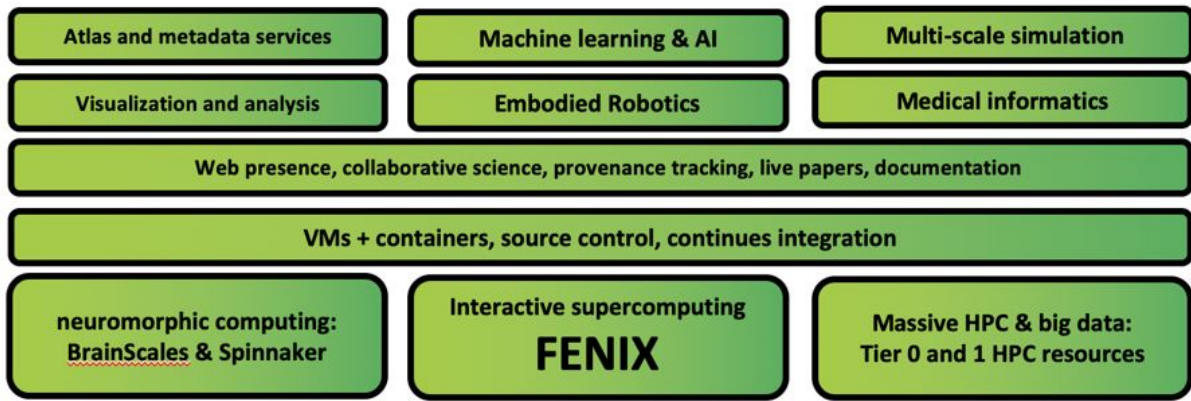 Atlas and metadata services
Machine learning & AI
Multi-scale simulation
Visualization and analysis
Embodied Robotics
Medical informatics
Web presence, collaborative science, provenance tracking, live papers, documentation
VMs + containers, source control, continues integration
neuromorphic computing:
BrainScales & Spinnaker
Interactive supercomputing
FENIX
Massive HPC & big data:
Tier 0 and 1 HPC resources